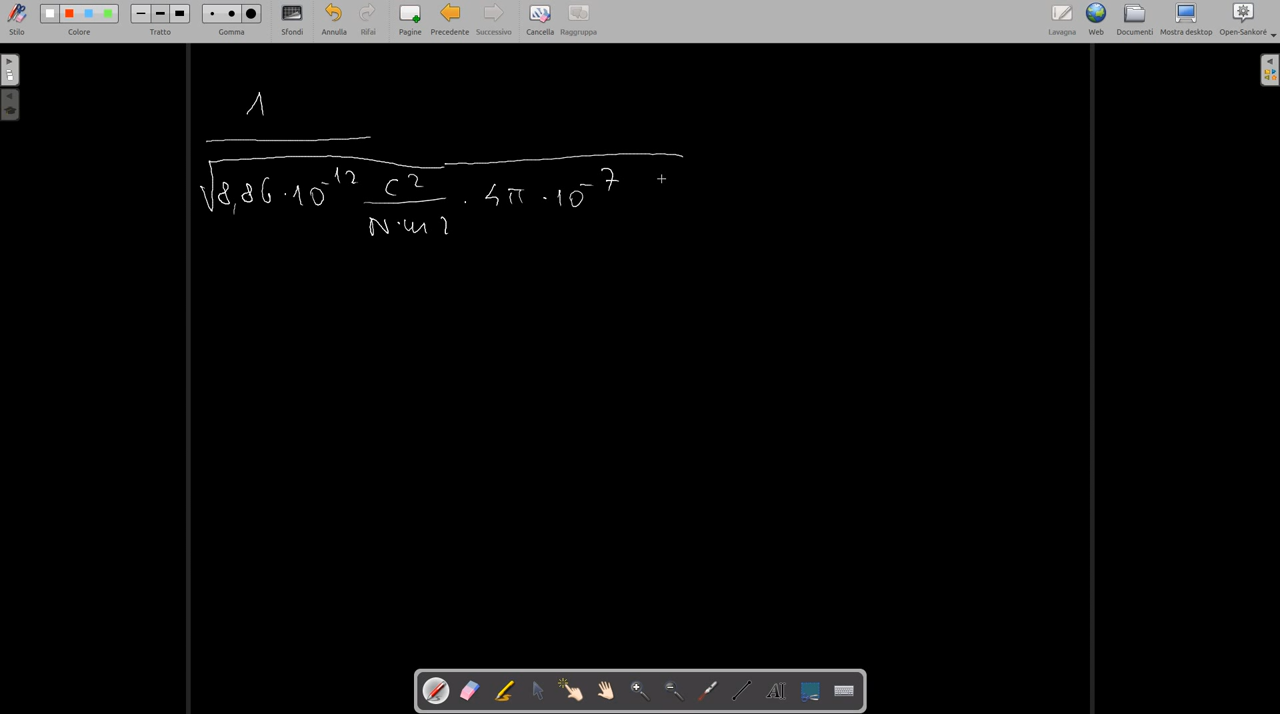 Stilo Colore Tratto Gomma Sfondi Annulla Rifai Pagine Precedente Successivo Cancella Raggruppa Lavagna Web Documenti Mostra desktop Open-Sankoré
1
√8,86 · 10⁻¹² C² / N·m² · 4π · 10⁻⁷